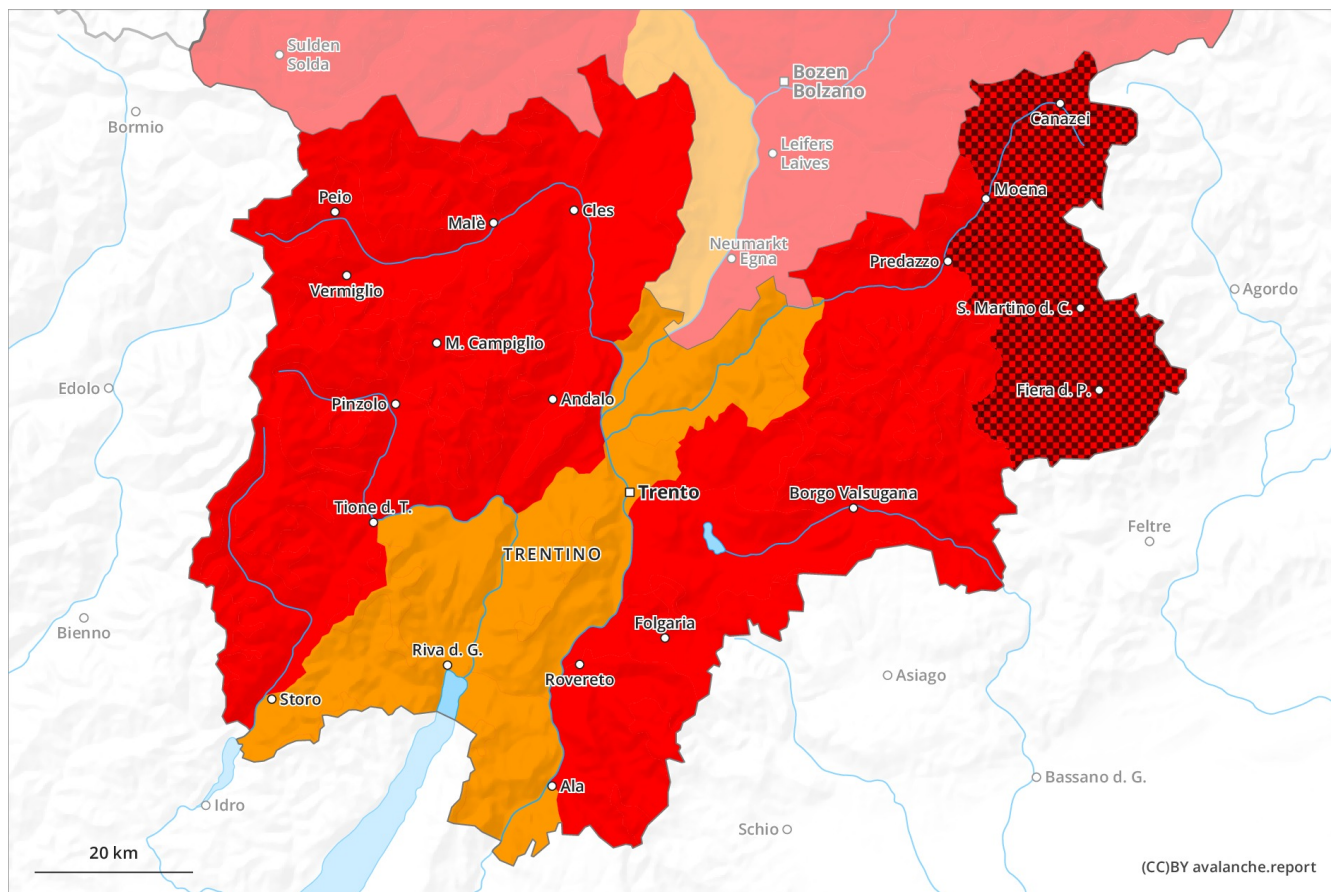 Sulden
Solda
Bozen
Bolzano
Bormio
Canazei
Leifers
Laives
Moena
Peio
Malè
Cles
Neumarkt
Egna
Predazzo
Vermiglio
Agordo
S. Martino d. C.
M. Campiglio
Edolo
Fiera d. P.
Pinzolo
Andalo
Trento
Borgo Valsugana
Tione d. T.
Feltre
TRENTINO
Bienno
Folgaria
Riva d. G.
Asiago
Rovereto
Storo
Bassano d. G.
Ala
Idro
Schio
20 km
(CC)BY avalanche.report